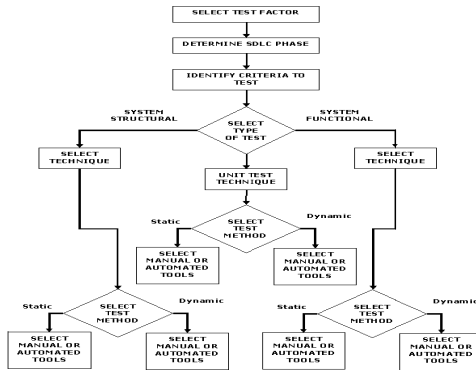 SELECT TEST FACTOR
DETERMINE SDLC PHASE
IDENTIFY CRITERIA TO
TEST
SYSTEM
STRUCTURAL
SELECT
TYPE
OF TEST
SYSTEM
FUNCTIONAL
SELECT
TECHNIQUE
UNIT TEST
TECHNIQUE
SELECT
TECHNIQUE
Static
SELECT
TEST
METHOD
Dynamic
SELECT
MANUAL OR
AUTOMATED
TOOLS
SELECT
MANUAL OR
AUTOMATED
TOOLS
Static
SELECT
TEST
METHOD
Dynamic
Static
SELECT
TEST
METHOD
Dynamic
SELECT
MANUAL OR
AUTOMATED
TOOLS
SELECT
MANUAL OR
AUTOMATED
TOOLS
SELECT
MANUAL OR
AUTOMATED
TOOLS
SELECT
MANUAL OR
AUTOMATED
TOOLS